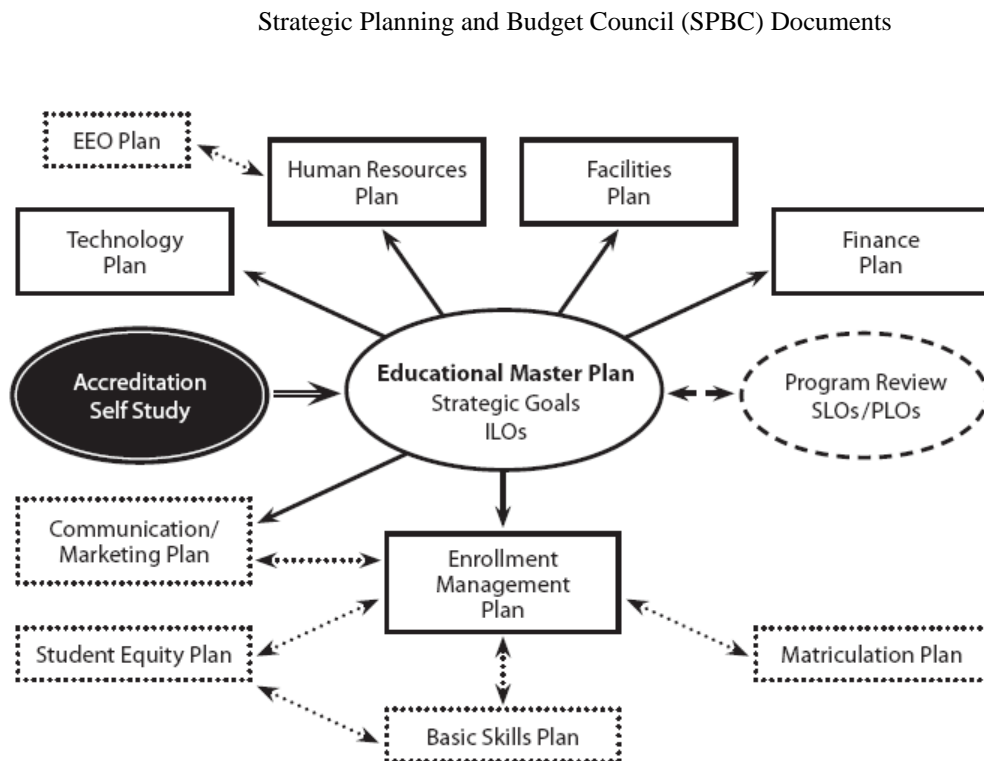 Strategic Planning and Budget Council (SPBC) Documents
EEO Plan
Human Resources
Plan
Facilities
Plan
Technology
Plan
Finance
Plan
Accreditation
Self Study
Educational Master Plan
Strategic Goals
ILOs
Program Review
SLOs/PLOs
Communication/
Marketing Plan
Enrollment
Management
Plan
Student Equity Plan
Matriculation Plan
Basic Skills Plan